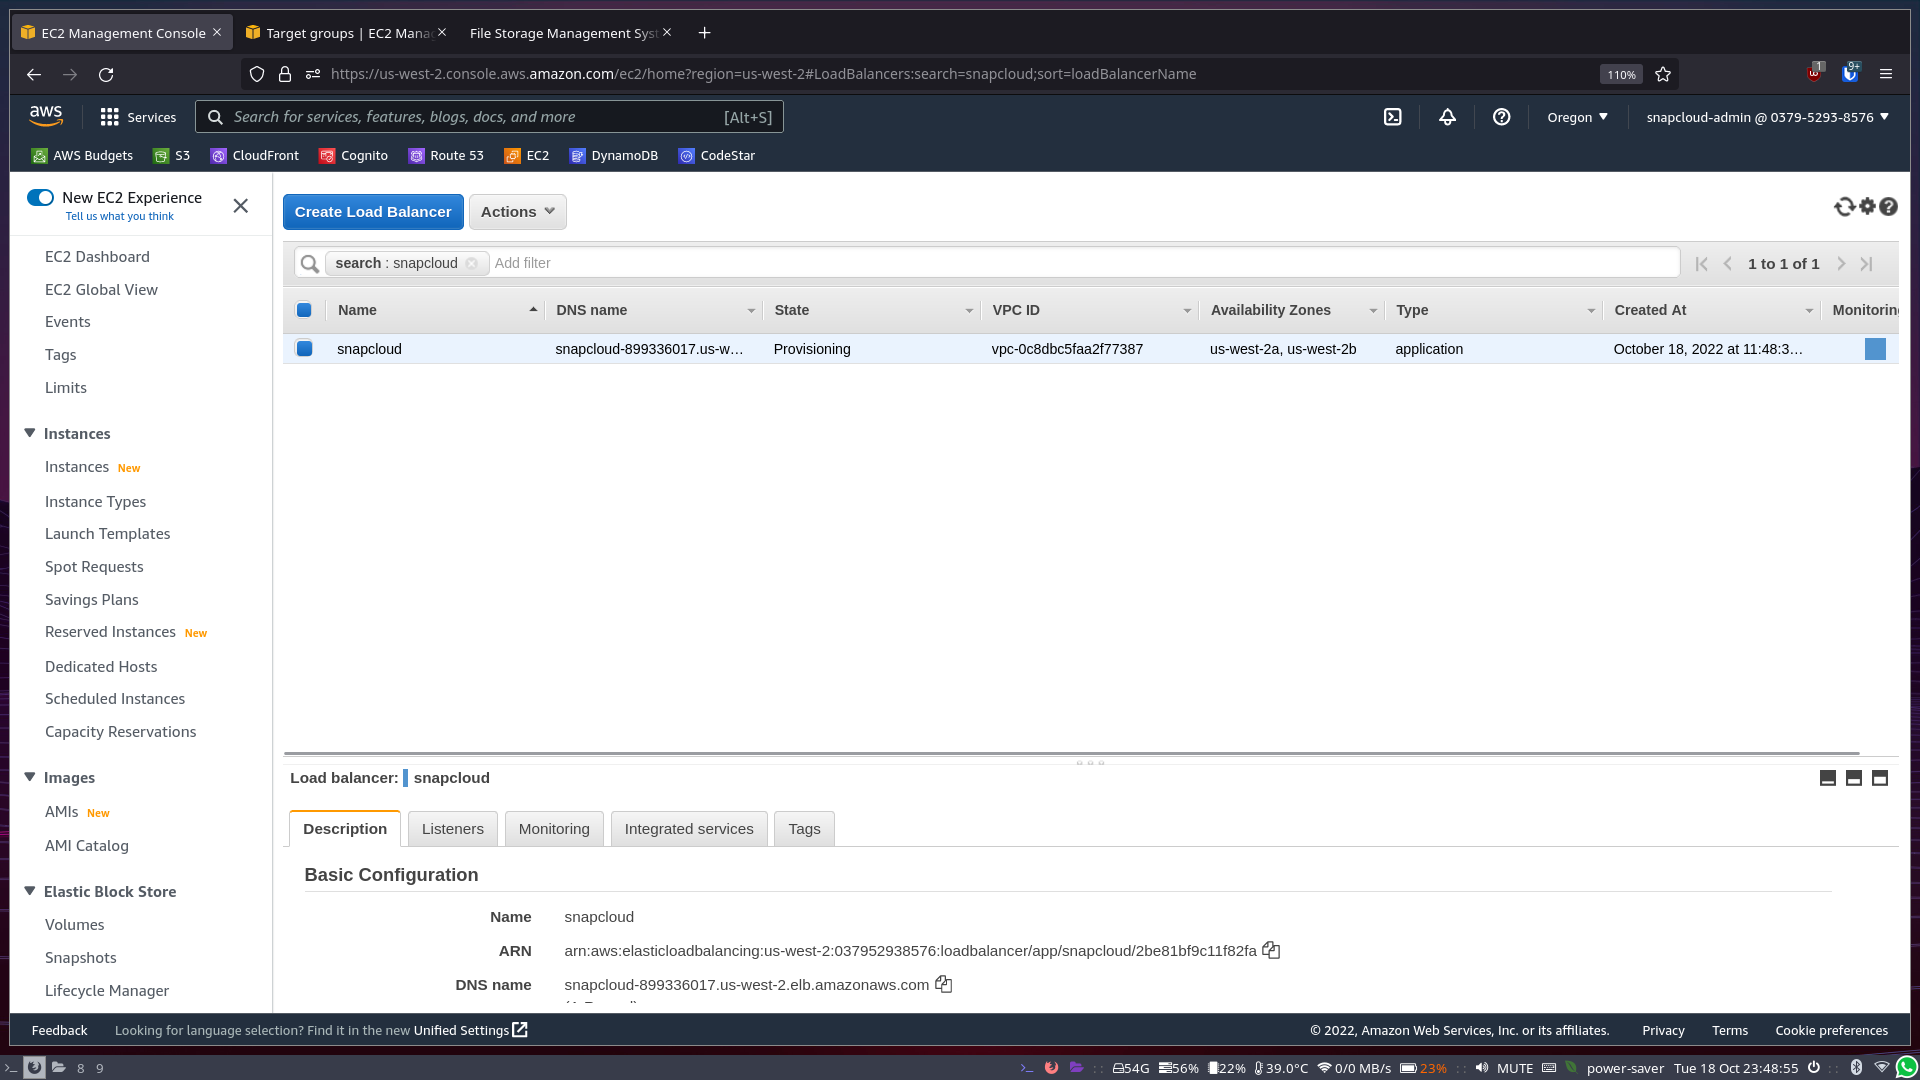 EC2 Management Console
Target groups | EC2 Mana
File Storage Management Syst
https://us-west-2.console.aws.amazon.com/ec2/home?region=us-west-2#LoadBalancers:search=snapcloud;sort=loadBalancerName
110%
1
9+
aws
Services
Search for services, features, blogs, docs, and more
[Alt+S]
Oregon
snapcloud-admin @ 0379-5293-8576
AWS Budgets
S3
CloudFront
Cognito
Route 53
EC2
DynamoDB
CodeStar
New EC2 Experience
Tell us what you think
EC2 Dashboard
EC2 Global View
Events
Tags
Limits
Instances
Instances New
Instance Types
Launch Templates
Spot Requests
Savings Plans
Reserved Instances New
Dedicated Hosts
Scheduled Instances
Capacity Reservations
Images
AMIs New
AMI Catalog
Elastic Block Store
Volumes
Snapshots
Lifecycle Manager
Create Load Balancer
Actions
search : snapcloud
Add filter
1 to 1 of 1
Name
DNS name
State
VPC ID
Availability Zones
Type
Created At
Monitoring
snapcloud
snapcloud-899336017.us-w…
Provisioning
vpc-0c8dbc5faa2f77387
us-west-2a, us-west-2b
application
October 18, 2022 at 11:48:3…
Load balancer: snapcloud
Description
Listeners
Monitoring
Integrated services
Tags
Basic Configuration
Name snapcloud
ARN arn:aws:elasticloadbalancing:us-west-2:037952938576:loadbalancer/app/snapcloud/2be81bf9c11f82fa
DNS name snapcloud-899336017.us-west-2.elb.amazonaws.com
Feedback
Looking for language selection? Find it in the new Unified Settings
© 2022, Amazon Web Services, Inc. or its affiliates.
Privacy
Terms
Cookie preferences
8 9
54G 56% 22% 39.0°C 0/0 MB/s 23% :: MUTE power-saver Tue 18 Oct 23:48:55